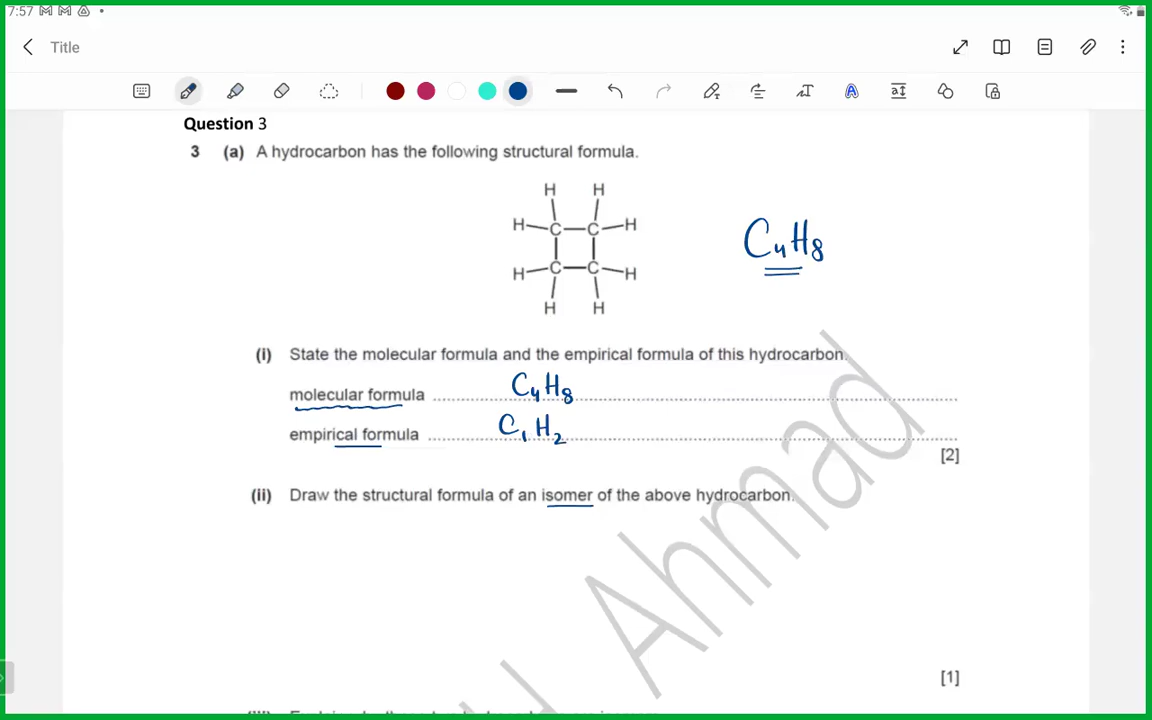 7:57
Title
Question 3
3 (a) A hydrocarbon has the following structural formula.
H H
H C C H
H C C H
H H
C₄H₈
(i) State the molecular formula and the empirical formula of this hydrocarbon.
molecular formula C₄H₈
empirical formula C₁H₂
[2]
(ii) Draw the structural formula of an isomer of the above hydrocarbon.
Ahmad
[1]